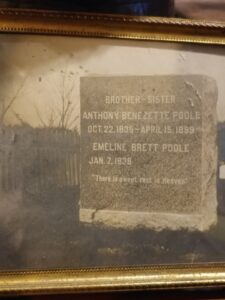 BROTHER - SISTER
ANTHONY BENEZETTE POOLE
OCT. 22, 1835 - APRIL 15, 1899
EMELINE BRETT POOLE
JAN. 7, 1838
"There is sweet rest in Heaven"